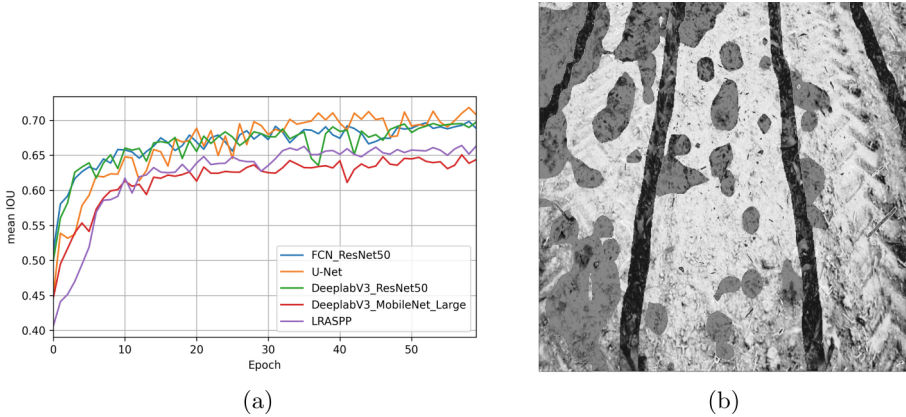 0.70
0.65
0.60
0.55
0.50
0.45
0.40
mean IOU
0 10 20 30 40 50
Epoch
FCN_ResNet50
U-Net
DeeplabV3_ResNet50
DeeplabV3_MobileNet_Large
LRASPP
(a) (b)